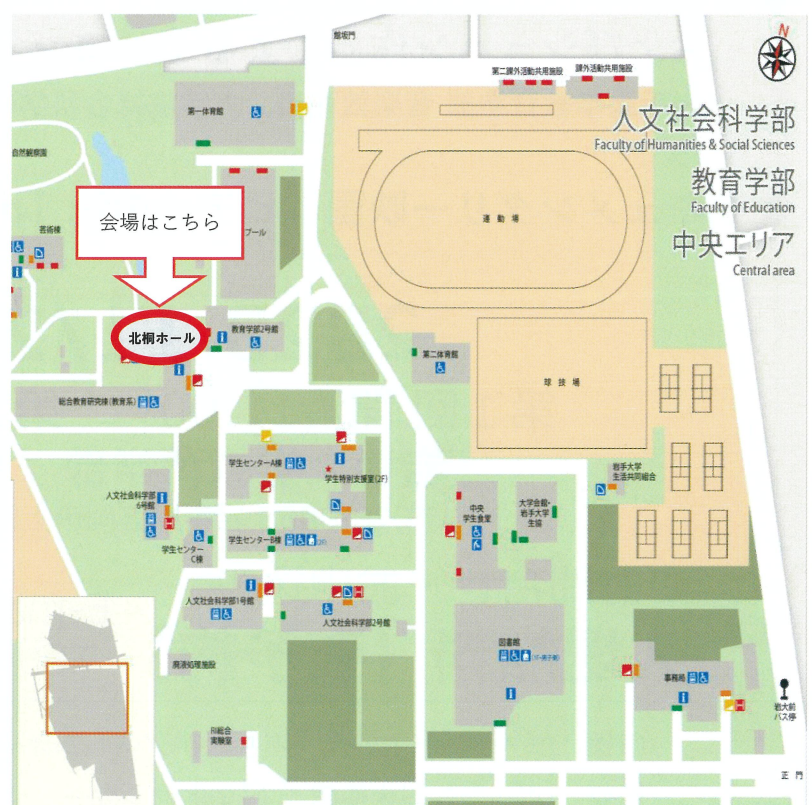 館坂門
N
第二課外活動共用施設
課外活動共用施設
第一体育館
人文社会科学部
Faculty of Humanities & Social Sciences
自然観察園
教育学部
Faculty of Education
会場はこちら
運動場
芸術棟
プール
中央エリア
Central area
北桐ホール
教育学部2号館
第二体育館
球技場
総合教育研究棟(教育系)
学生センターA棟
学生特別支援室(2F)
岩手大学
生活共同組合
人文社会科学部
6号館
中央
学生食堂
大学会館・
岩手大学
生協
学生センター
C棟
学生センターB棟
人文社会科学部1号館
人文社会科学部2号館
図書館
廃液処理施設
事務局
岩大前
バス停
RI総合
実験室
正門